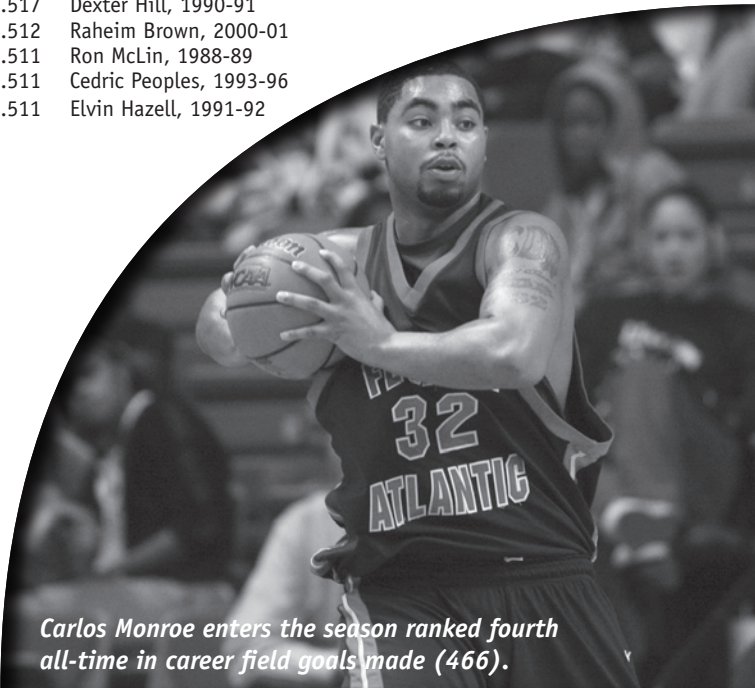 .517 Dexter Hill, 1990-91
.512 Raheim Brown, 2000-01
.511 Ron McLin, 1988-89
.511 Cedric Peoples, 1993-96
.511 Elvin Hazell, 1991-92
32
ATLANTIC
Carlos Monroe enters the season ranked fourth
all-time in career field goals made (466).